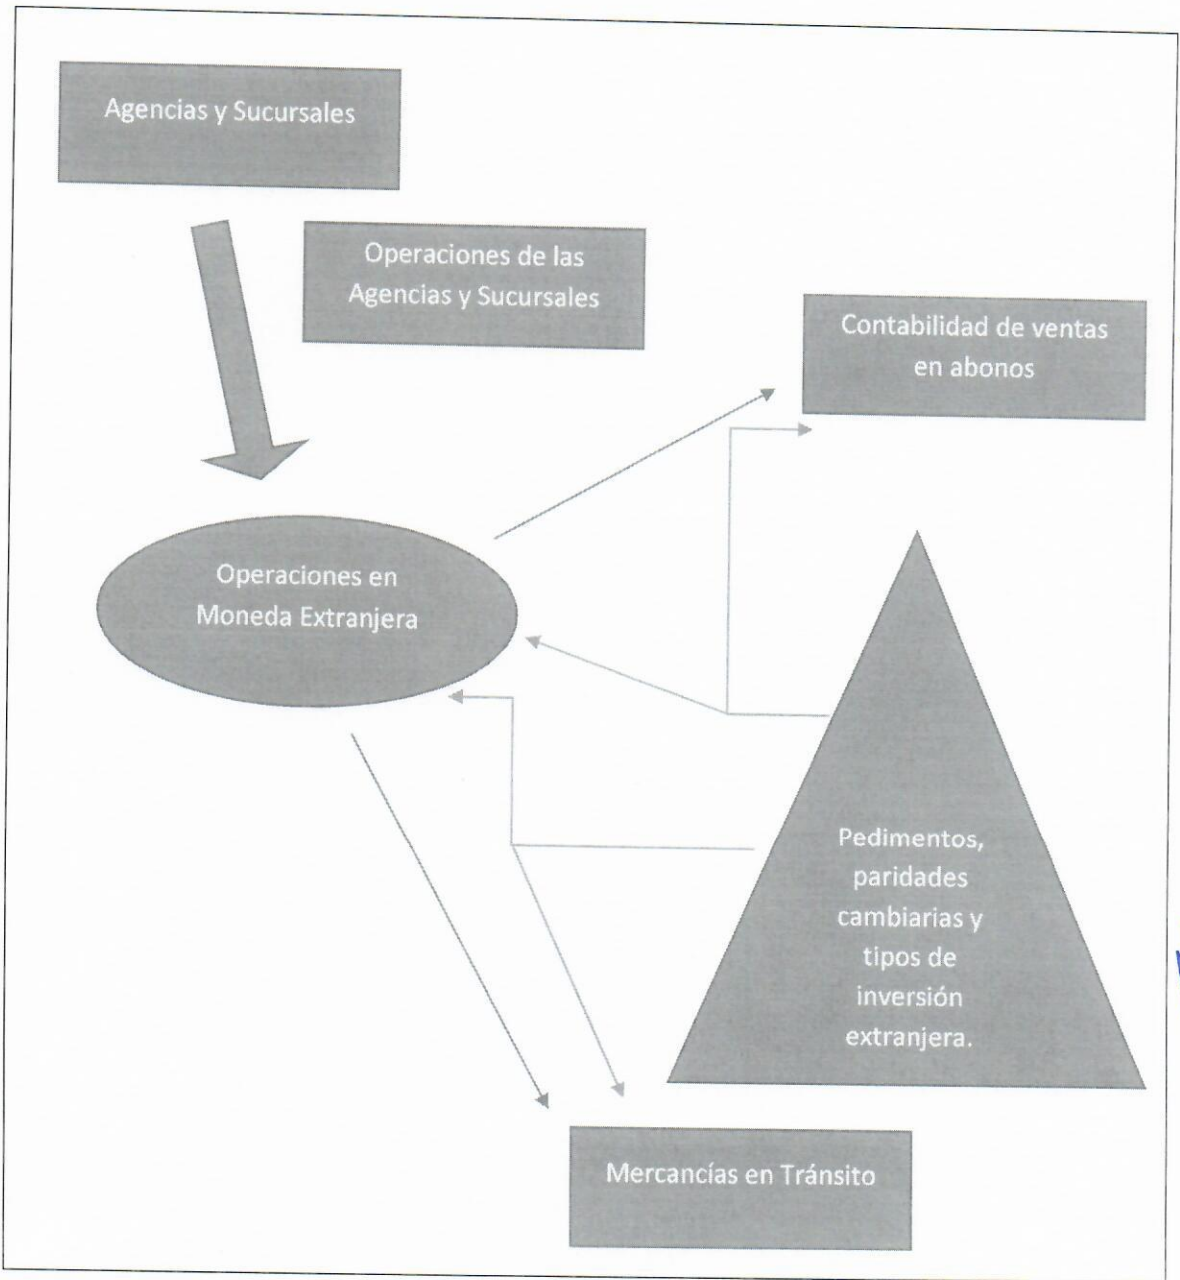 Agencias y Sucursales
Operaciones de las
Agencias y Sucursales
Contabilidad de ventas
en abonos
Operaciones en
Moneda Extranjera
Pedimentos,
paridades
cambiarias y
tipos de
inversión
extranjera.
Mercancías en Tránsito